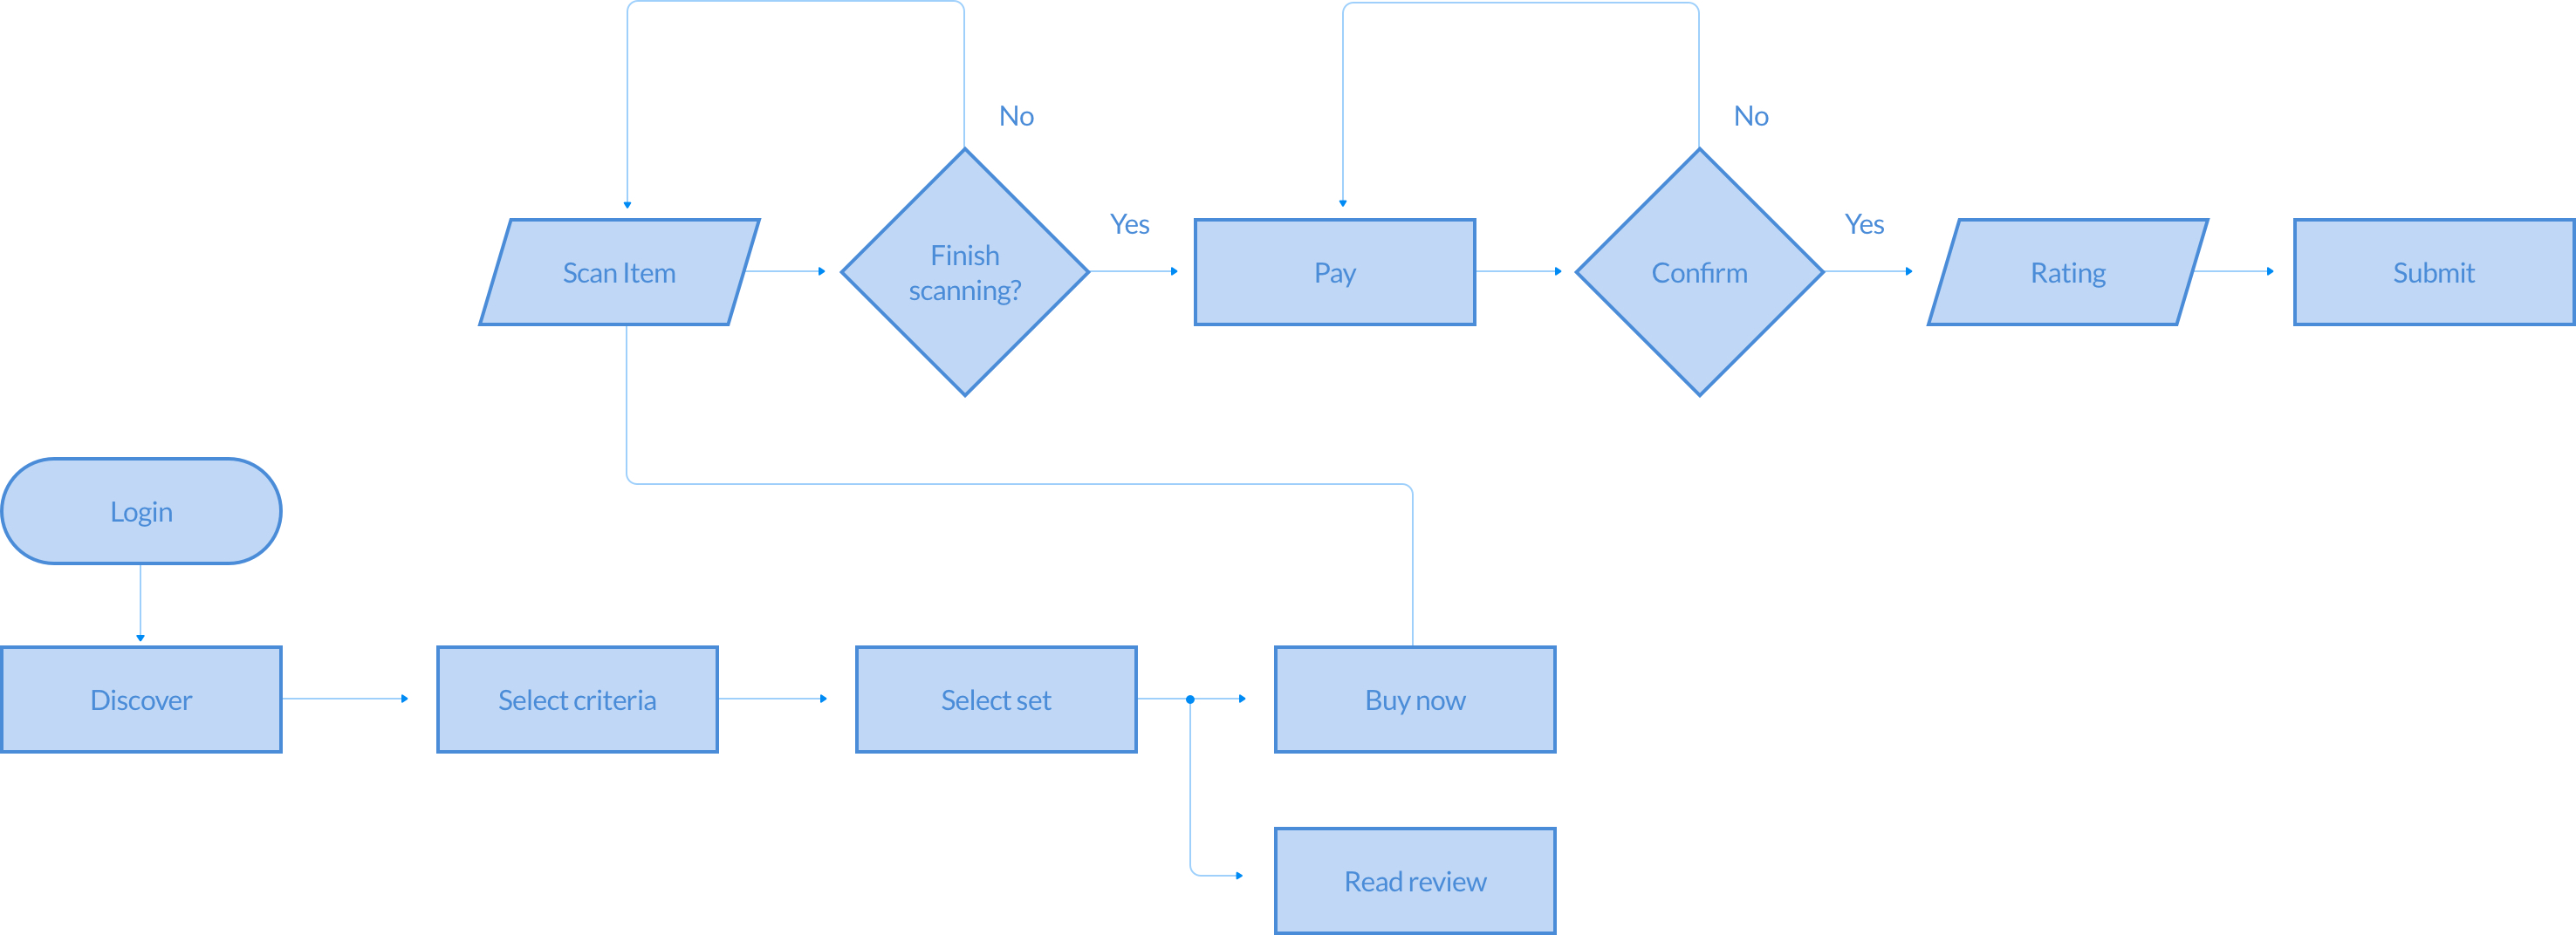 No
No
Yes
Yes
Scan Item
Finish
scanning?
Pay
Confirm
Rating
Submit
Login
Discover
Select criteria
Select set
Buy now
Read review